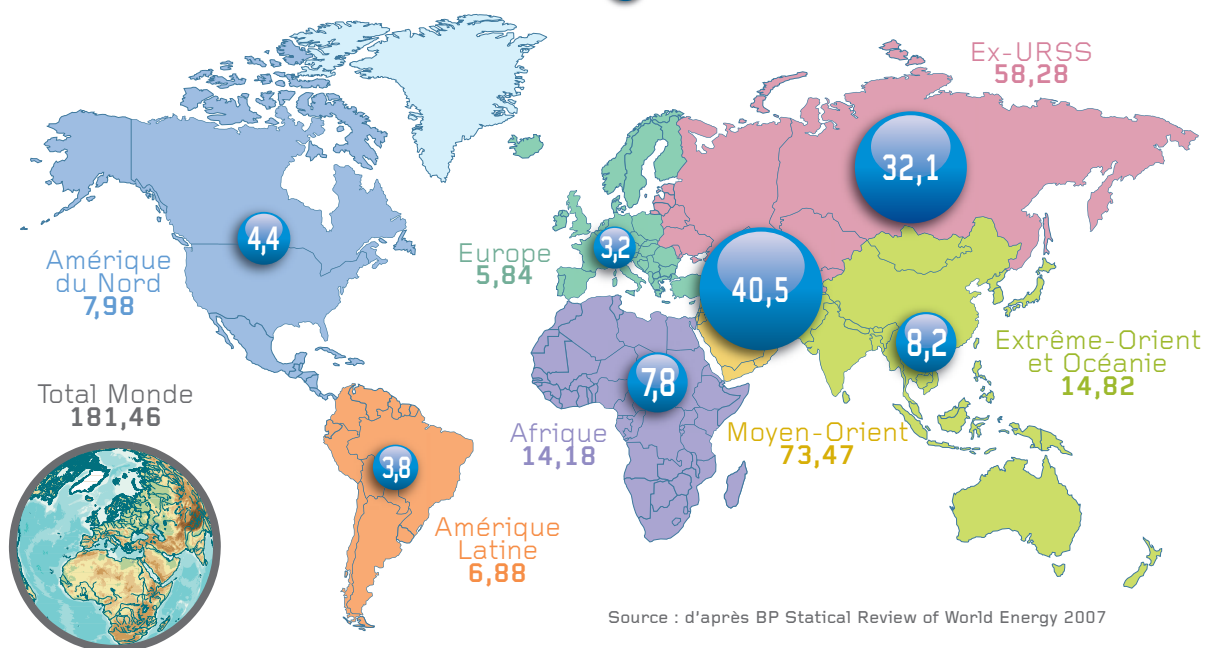 Ex-URSS
58,28
32,1
4,4
Amérique
du Nord
7,98
Europe
5,84
3,2
40,5
8,2
Extrême-Orient
et Océanie
14,82
Total Monde
181,46
7,8
Afrique
14,18
Moyen-Orient
73,47
3,8
Amérique
Latine
6,88
Source : d'après BP Statical Review of World Energy 2007